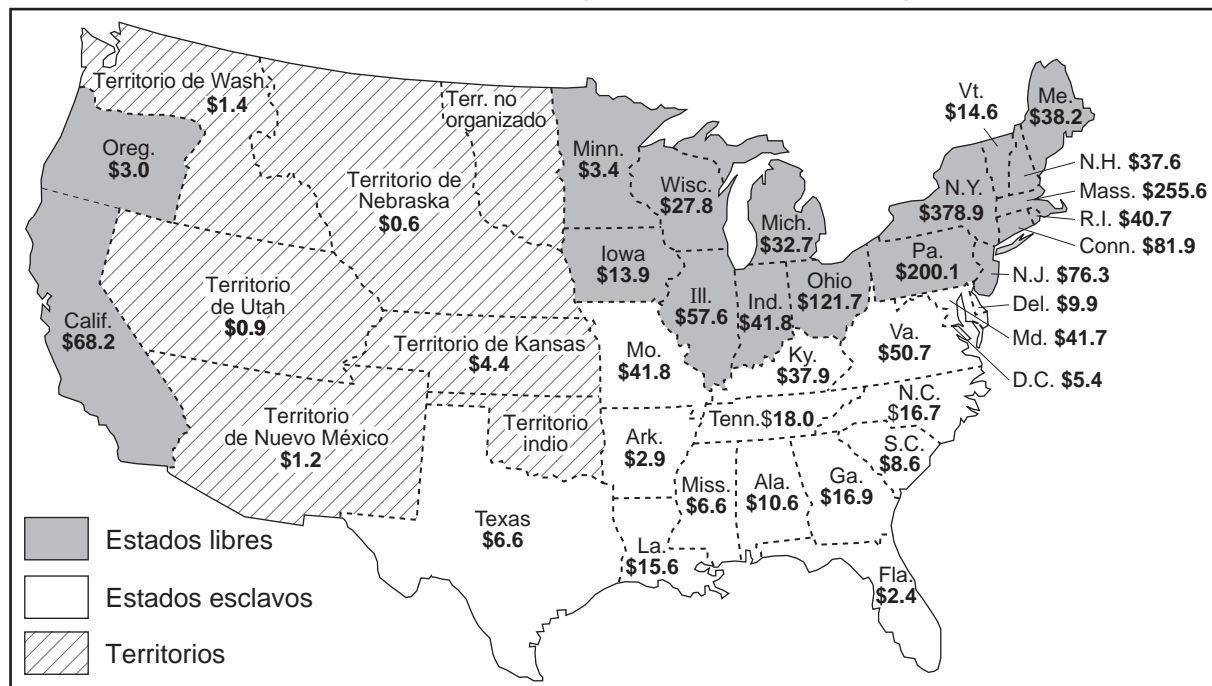 Territorio de Wash.
$1.4
Terr. no
organizado
Oreg.
$3.0
Territorio de
Nebraska
$0.6
Minn.
$3.4
Wisc.
$27.8
Mich.
$32.7
Vt.
$14.6
Me.
$38.2
N.H. $37.6
Mass. $255.6
R.I. $40.7
Conn. $81.9
N.Y.
$378.9
Pa.
$200.1
N.J. $76.3
Del. $9.9
Md. $41.7
D.C. $5.4
Iowa
$13.9
Ill.
$57.6
Ind.
$41.8
Ohio
$121.7
Territorio
de Utah
$0.9
Calif.
$68.2
Territorio de Kansas
$4.4
Mo.
$41.8
Ky.
$37.9
Va.
$50.7
N.C.
$16.7
Tenn.$18.0
S.C.
$8.6
Territorio
de Nuevo México
$1.2
Territorio
indio
Ark.
$2.9
Miss.
$6.6
Ala.
$10.6
Ga.
$16.9
Texas
$6.6
La.
$15.6
Fla.
$2.4
Estados libres
Estados esclavos
Territorios